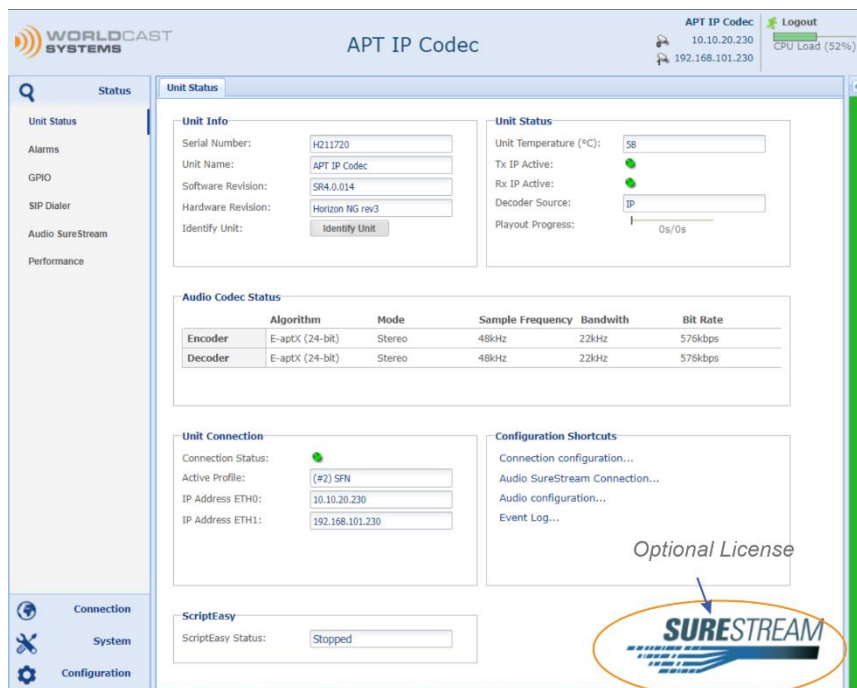 WORLDCAST
SYSTEMS
APT IP Codec
APT IP Codec
10.10.20.230
192.168.101.230
Logout
CPU Load (52%)
Status
Unit Status
Alarms
GPIO
SIP Dialer
Audio SureStream
Performance
Connection
System
Configuration
Unit Status
Unit Info
Serial Number: H211720
Unit Name: APT IP Codec
Software Revision: SR4.0.014
Hardware Revision: Horizon NG rev3
Identify Unit: Identify Unit
Unit Status
Unit Temperature (°C): 58
Tx IP Active:
Rx IP Active:
Decoder Source: IP
Playout Progress: 0s/0s
Audio Codec Status
Algorithm Mode Sample Frequency Bandwith Bit Rate
Encoder E-aptX (24-bit) Stereo 48kHz 22kHz 576kbps
Decoder E-aptX (24-bit) Stereo 48kHz 22kHz 576kbps
Unit Connection
Connection Status:
Active Profile: (#2) SFN
IP Address ETH0: 10.10.20.230
IP Address ETH1: 192.168.101.230
Configuration Shortcuts
Connection configuration...
Audio SureStream Connection...
Audio configuration...
Event Log...
Optional License
ScriptEasy
ScriptEasy Status: Stopped
SURESTREAM